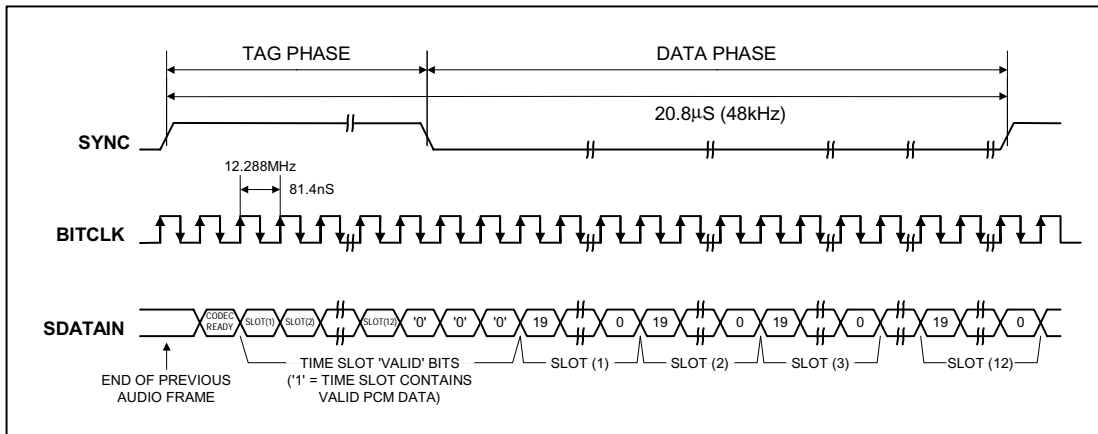 TAG PHASE DATA PHASE
20.8µS (48kHz)
SYNC
12.288MHz
81.4nS
BITCLK
SDATAIN CODEC READY SLOT(1) SLOT(2) SLOT(12) '0' '0' '0' 19 0 19 0 19 0 19 0
TIME SLOT 'VALID' BITS SLOT (1) SLOT (2) SLOT (3) SLOT (12)
('1' = TIME SLOT CONTAINS
VALID PCM DATA)
END OF PREVIOUS
AUDIO FRAME